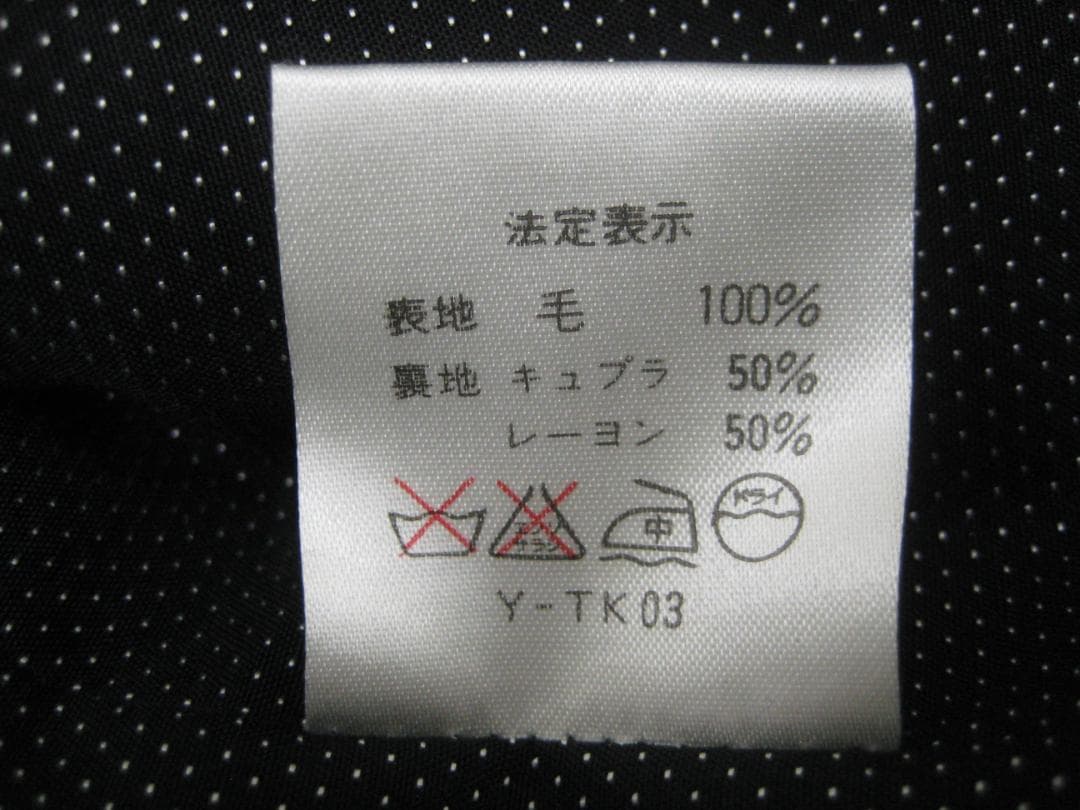 法定表示
表地 毛 100%
裏地 キュプラ 50%
レーヨン 50%
中 ドライ
Y-TK03